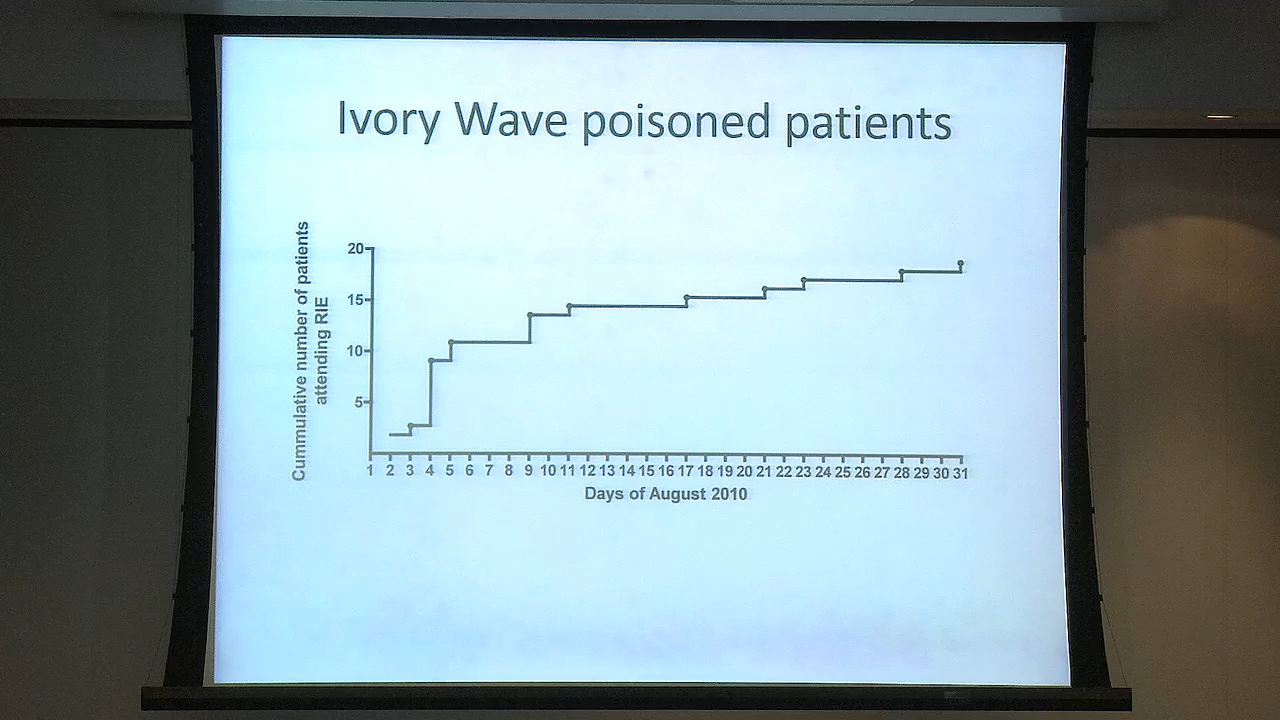 Ivory Wave poisoned patients
Cummulative number of patients
attending RIE
20
15
10
5
1 2 3 4 5 6 7 8 9 10 11 12 13 14 15 16 17 18 19 20 21 22 23 24 25 26 27 28 29 30 31
Days of August 2010